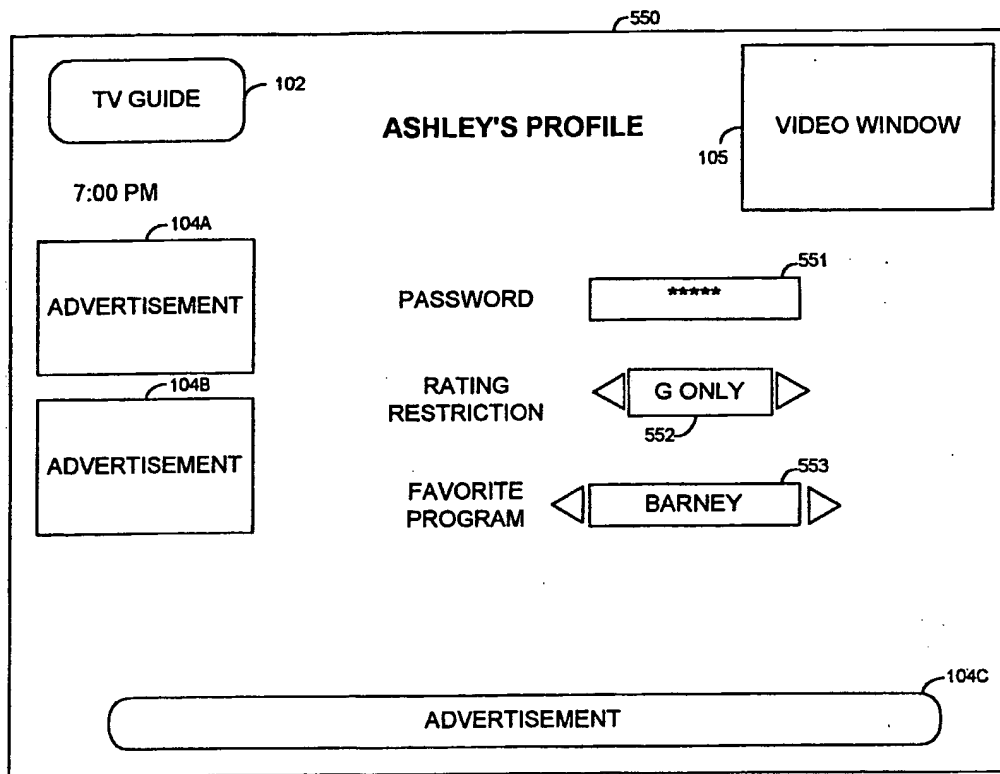 550
TV GUIDE
102
ASHLEY'S PROFILE
VIDEO WINDOW
105
7:00 PM
104A
ADVERTISEMENT
104B
ADVERTISEMENT
PASSWORD
551
*****
RATING
RESTRICTION
G ONLY
552
FAVORITE
PROGRAM
553
BARNEY
104C
ADVERTISEMENT